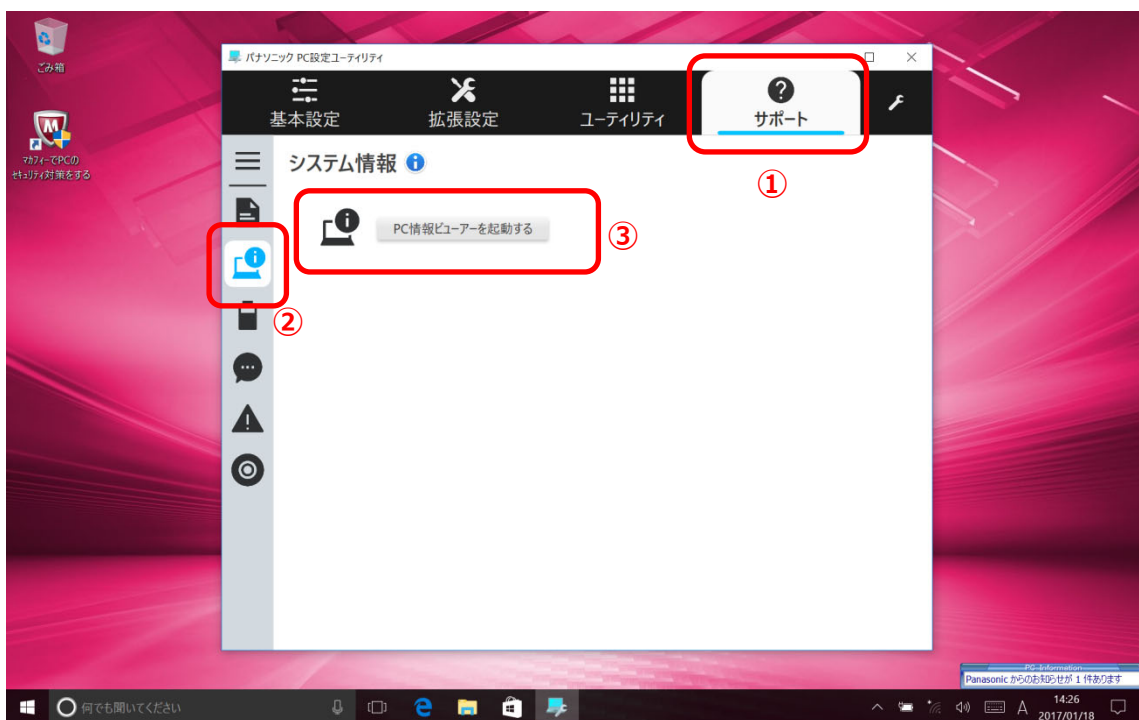 ごみ箱
マカフィーでPCの
セキュリティ対策をする
パナソニック PC設定ユーティリティ
基本設定
拡張設定
ユーティリティ
サポート
①
システム情報
PC情報ビューアーを起動する
③
②
PC Information
Panasonic からのお知らせが 1 件あります
何でも聞いてください
A
14:26
2017/01/18